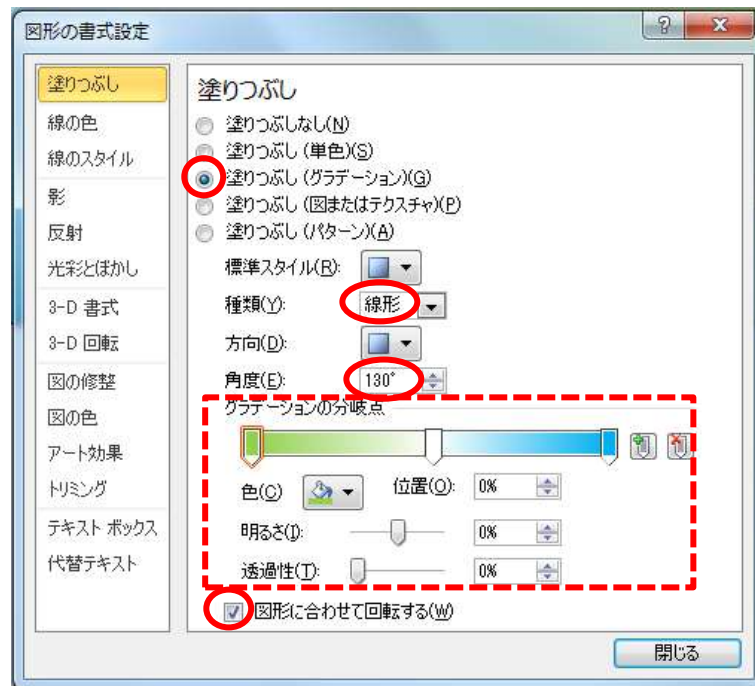 図形の書式設定
塗りつぶし
線の色
線のスタイル
影
反射
光彩とぼかし
3-D 書式
3-D 回転
図の修整
図の色
アート効果
トリミング
テキスト ボックス
代替テキスト
塗りつぶし
塗りつぶしなし(N)
塗りつぶし (単色)(S)
塗りつぶし (グラデーション)(G)
塗りつぶし (図またはテクスチャ)(P)
塗りつぶし (パターン)(A)
標準スタイル(R):
種類(Y): 線形
方向(D):
角度(E): 130°
グラデーションの分岐点
色(C) 位置(O): 0%
明るさ(I): 0%
透過性(T): 0%
図形に合わせて回転する(W)
閉じる